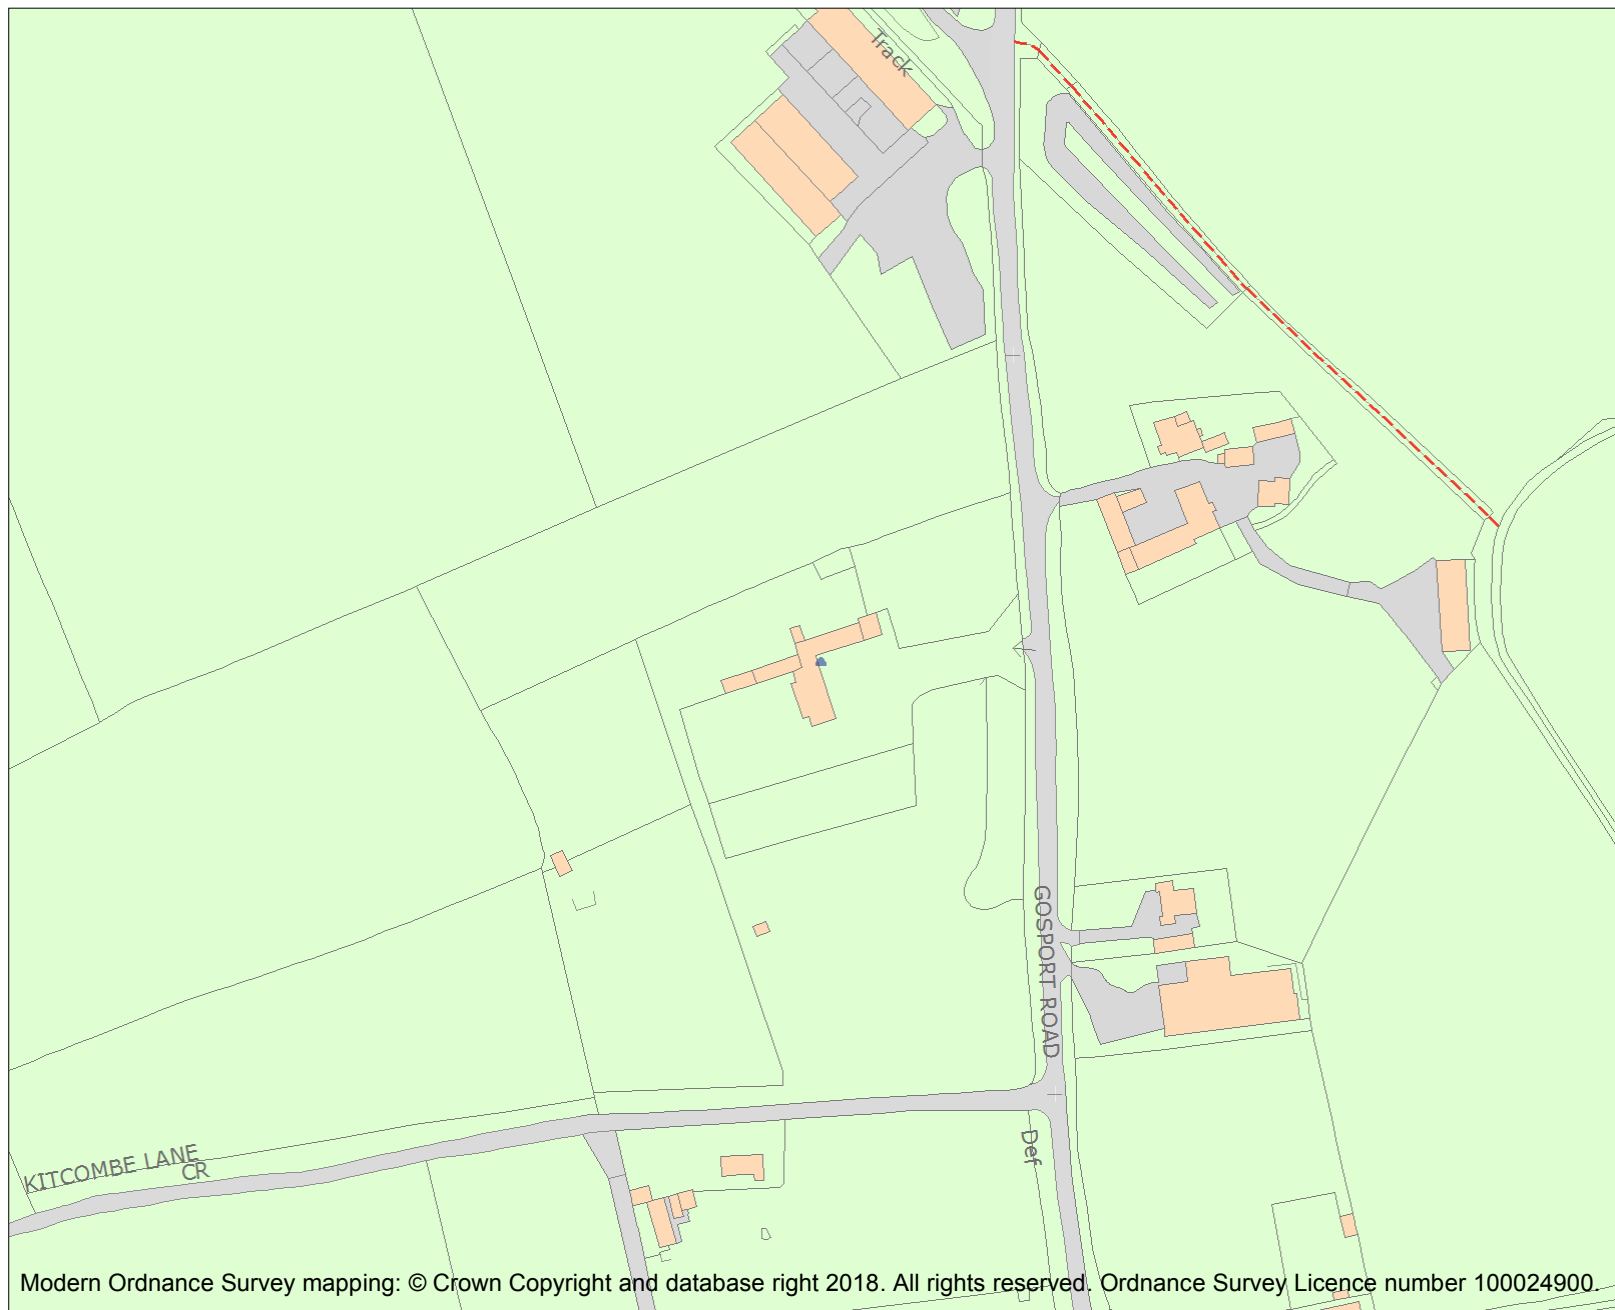 Track
GOSPORT ROAD
Def
KITCOMBE LANE
CR
Modern Ordnance Survey mapping: © Crown Copyright and database right 2018. All rights reserved. Ordnance Survey Licence number 100024900.